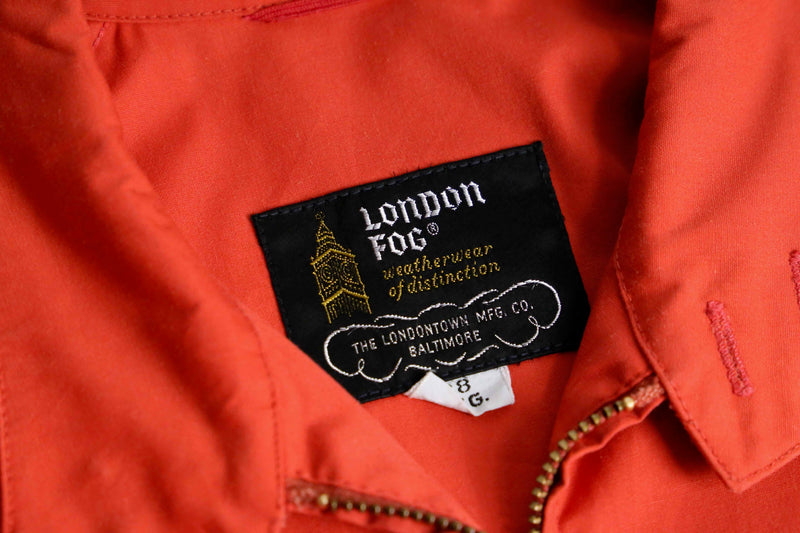 LONDON
FOG®
weatherwear
of distinction
THE LONDONTOWN MFG. CO.
BALTIMORE
8
G.